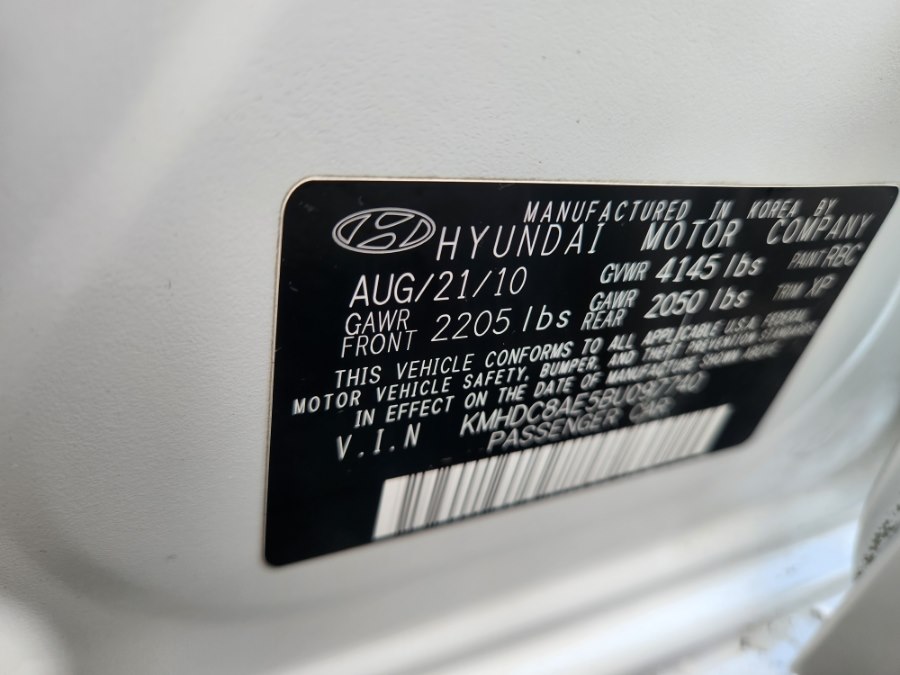 MANUFACTURED IN KOREA BY
HYUNDAI MOTOR COMPANY
AUG/21/10 GVWR 4145 lbs PAINT RBC
GAWR FRONT 2205 lbs GAWR REAR 2050 lbs TRIM XP
THIS VEHICLE CONFORMS TO ALL APPLICABLE U.S.A. FEDERAL
MOTOR VEHICLE SAFETY, BUMPER, AND THEFT PREVENTION STANDARDS
IN EFFECT ON THE DATE OF MANUFACTURE SHOWN ABOVE.
V.I.N KMHDC8AE5BU097740
PASSENGER CAR